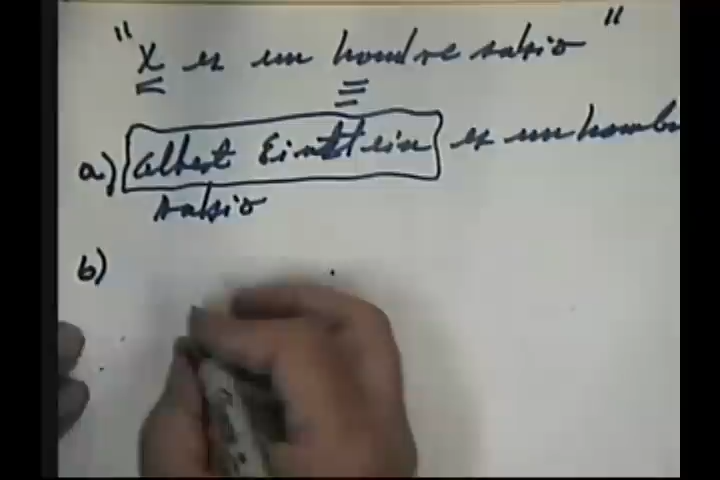 "X es un hombre sabio"
a) Albert Einstein es un hombre
sabio
b)